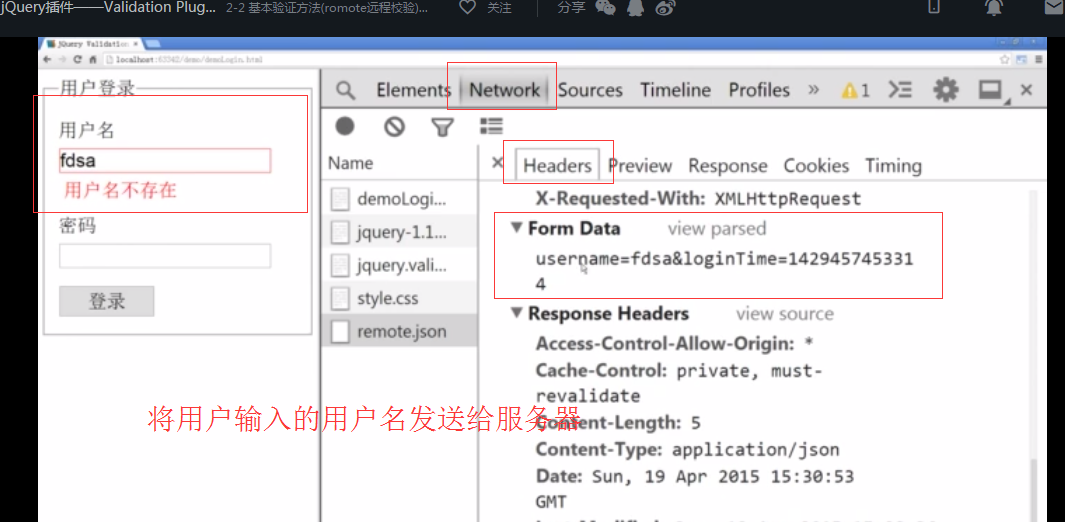 jQuery插件——Validation Plug... 2-2 基本验证方法(romote远程校验)... 关注 分享
jQuery Validation
localhost:63342/demo/demoLogin.html
用户登录
用户名
fdsa
用户名不存在
密码
登录
Elements Network Sources Timeline Profiles » 1
Name
demoLogi...
jquery-1.1...
jquery.vali...
style.css
remote.json
× Headers Preview Response Cookies Timing
X-Requested-With: XMLHttpRequest
Form Data view parsed
username=fdsa&loginTime=142945745331
4
Response Headers view source
Access-Control-Allow-Origin: *
Cache-Control: private, must-
revalidate
Content-Length: 5
Content-Type: application/json
Date: Sun, 19 Apr 2015 15:30:53
GMT
将用户输入的用户名发送给服务器